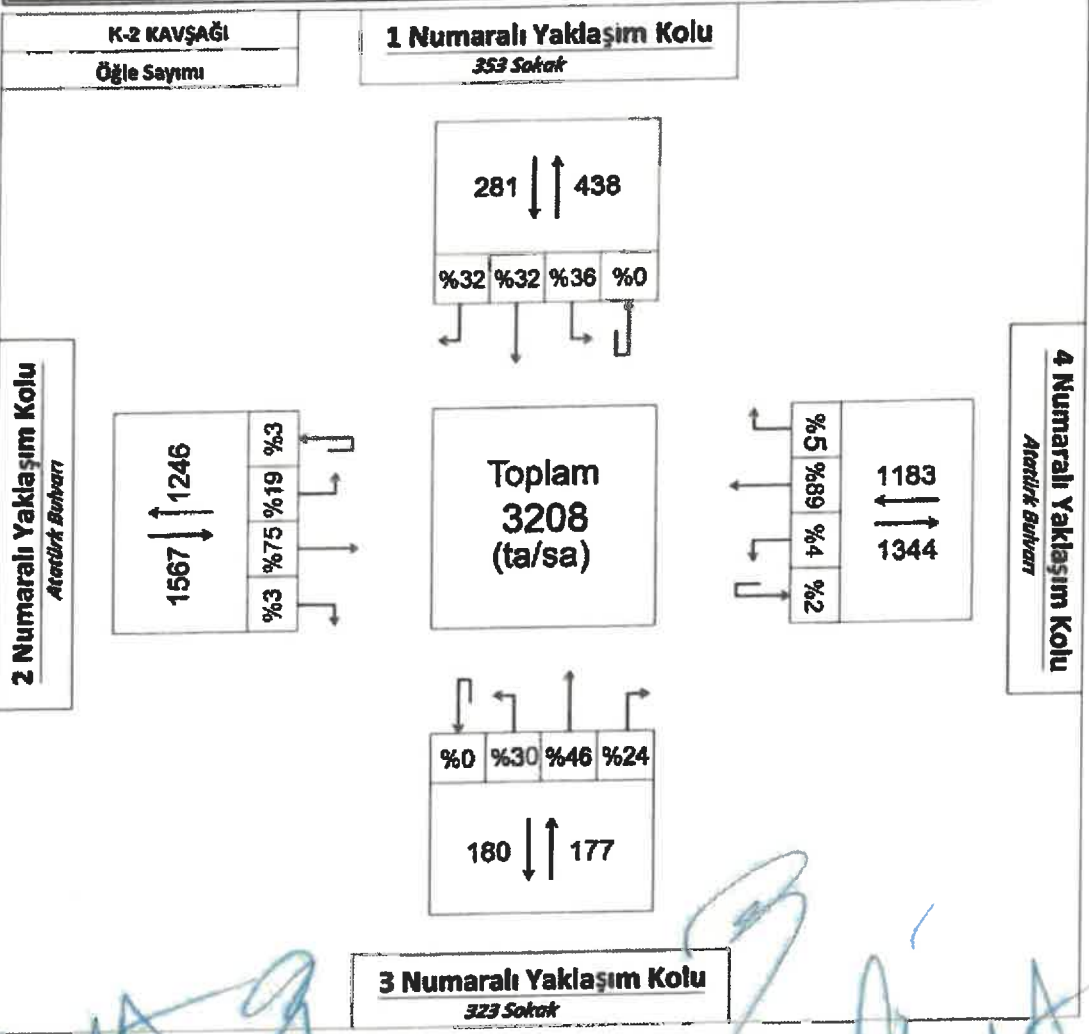 K-2 KAVŞAĞI
Öğle Sayımı
1 Numaralı Yaklaşım Kolu
353 Sokak
281 438
%32 %32 %36 %0
2 Numaralı Yaklaşım Kolu
Atatürk Bulvarı
1246
1567
%3 %19 %75 %3
Toplam
3208
(ta/sa)
%5 %89 %4 %2
1183
1344
4 Numaralı Yaklaşım Kolu
Atatürk Bulvarı
%0 %30 %46 %24
180 177
3 Numaralı Yaklaşım Kolu
323 Sokak